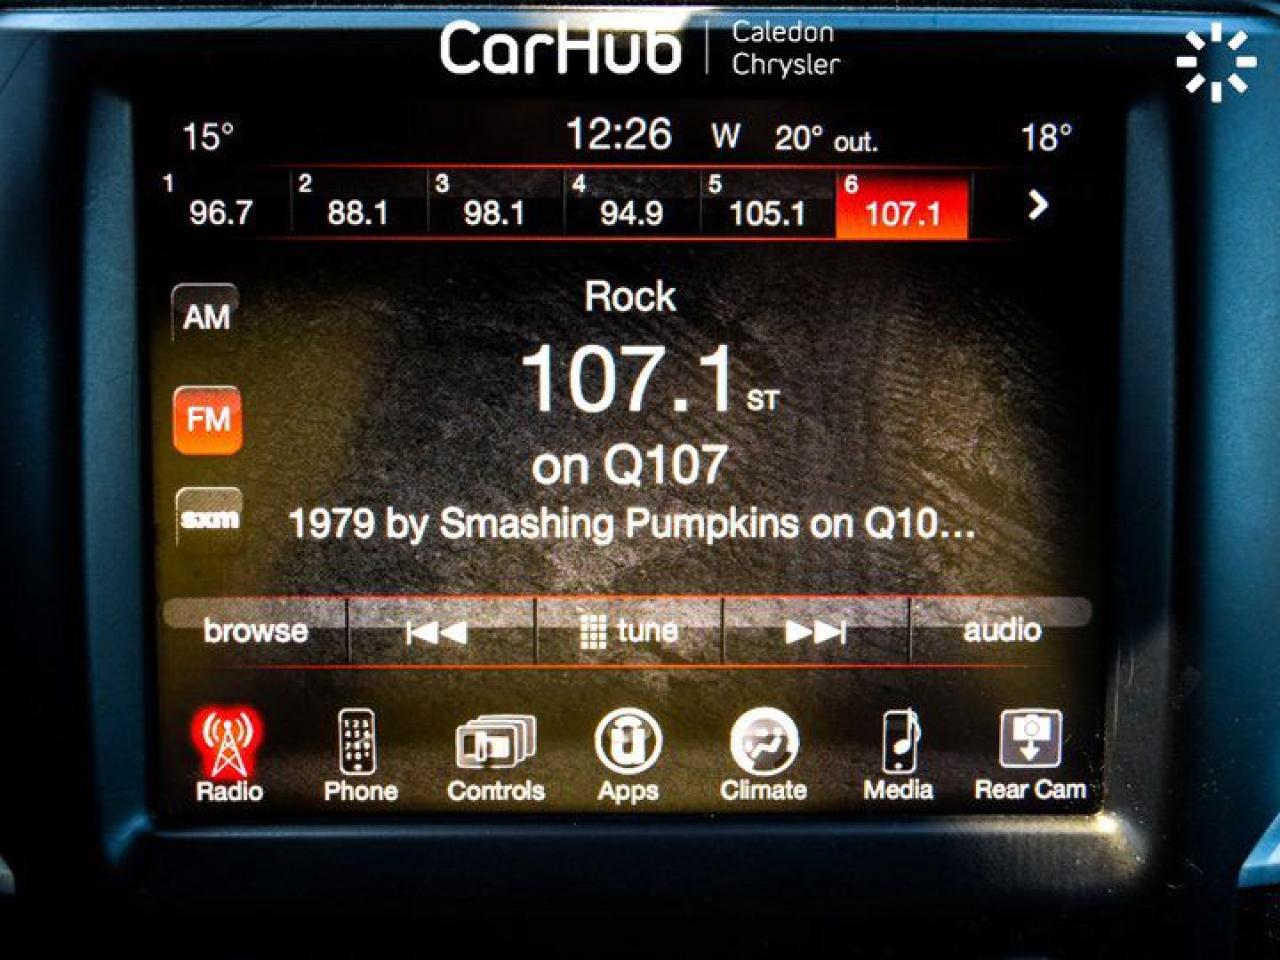 CarHub
Caledon
Chrysler
15° 12:26 W 20° out. 18°
1 96.7 2 88.1 3 98.1 4 94.9 5 105.1 6 107.1
AM
Rock
107.1 ST
FM
on Q107
sxm
1979 by Smashing Pumpkins on Q10...
browse tune audio
Radio Phone Controls Apps Climate Media Rear Cam